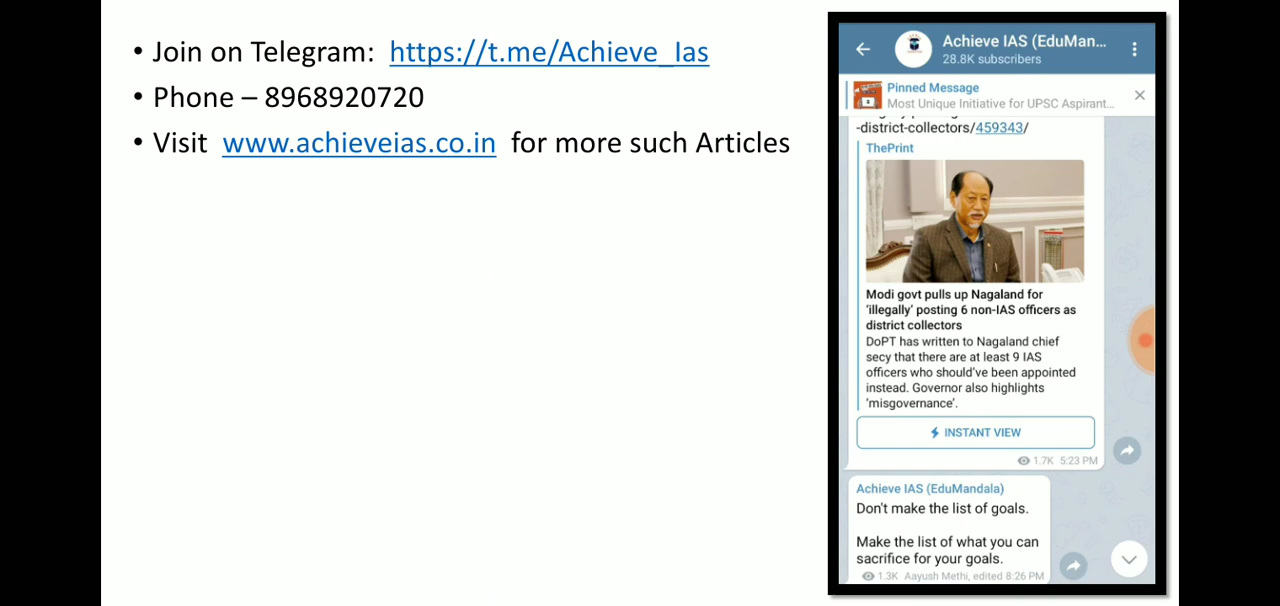 • Join on Telegram: https://t.me/Achieve_Ias
• Phone – 8968920720
• Visit www.achieveias.co.in for more such Articles
Achieve IAS (EduMan...
28.8K subscribers
Pinned Message
Most Unique Initiative for UPSC Aspirant...
-district-collectors/459343/
ThePrint
Modi govt pulls up Nagaland for
'illegally' posting 6 non-IAS officers as
district collectors
DoPT has written to Nagaland chief
secy that there are at least 9 IAS
officers who should've been appointed
instead. Governor also highlights
'misgovernance'.
INSTANT VIEW
1.7K 5:23 PM
Achieve IAS (EduMandala)
Don't make the list of goals.
Make the list of what you can
sacrifice for your goals.
1.3K Aayush Methi, edited 8:26 PM